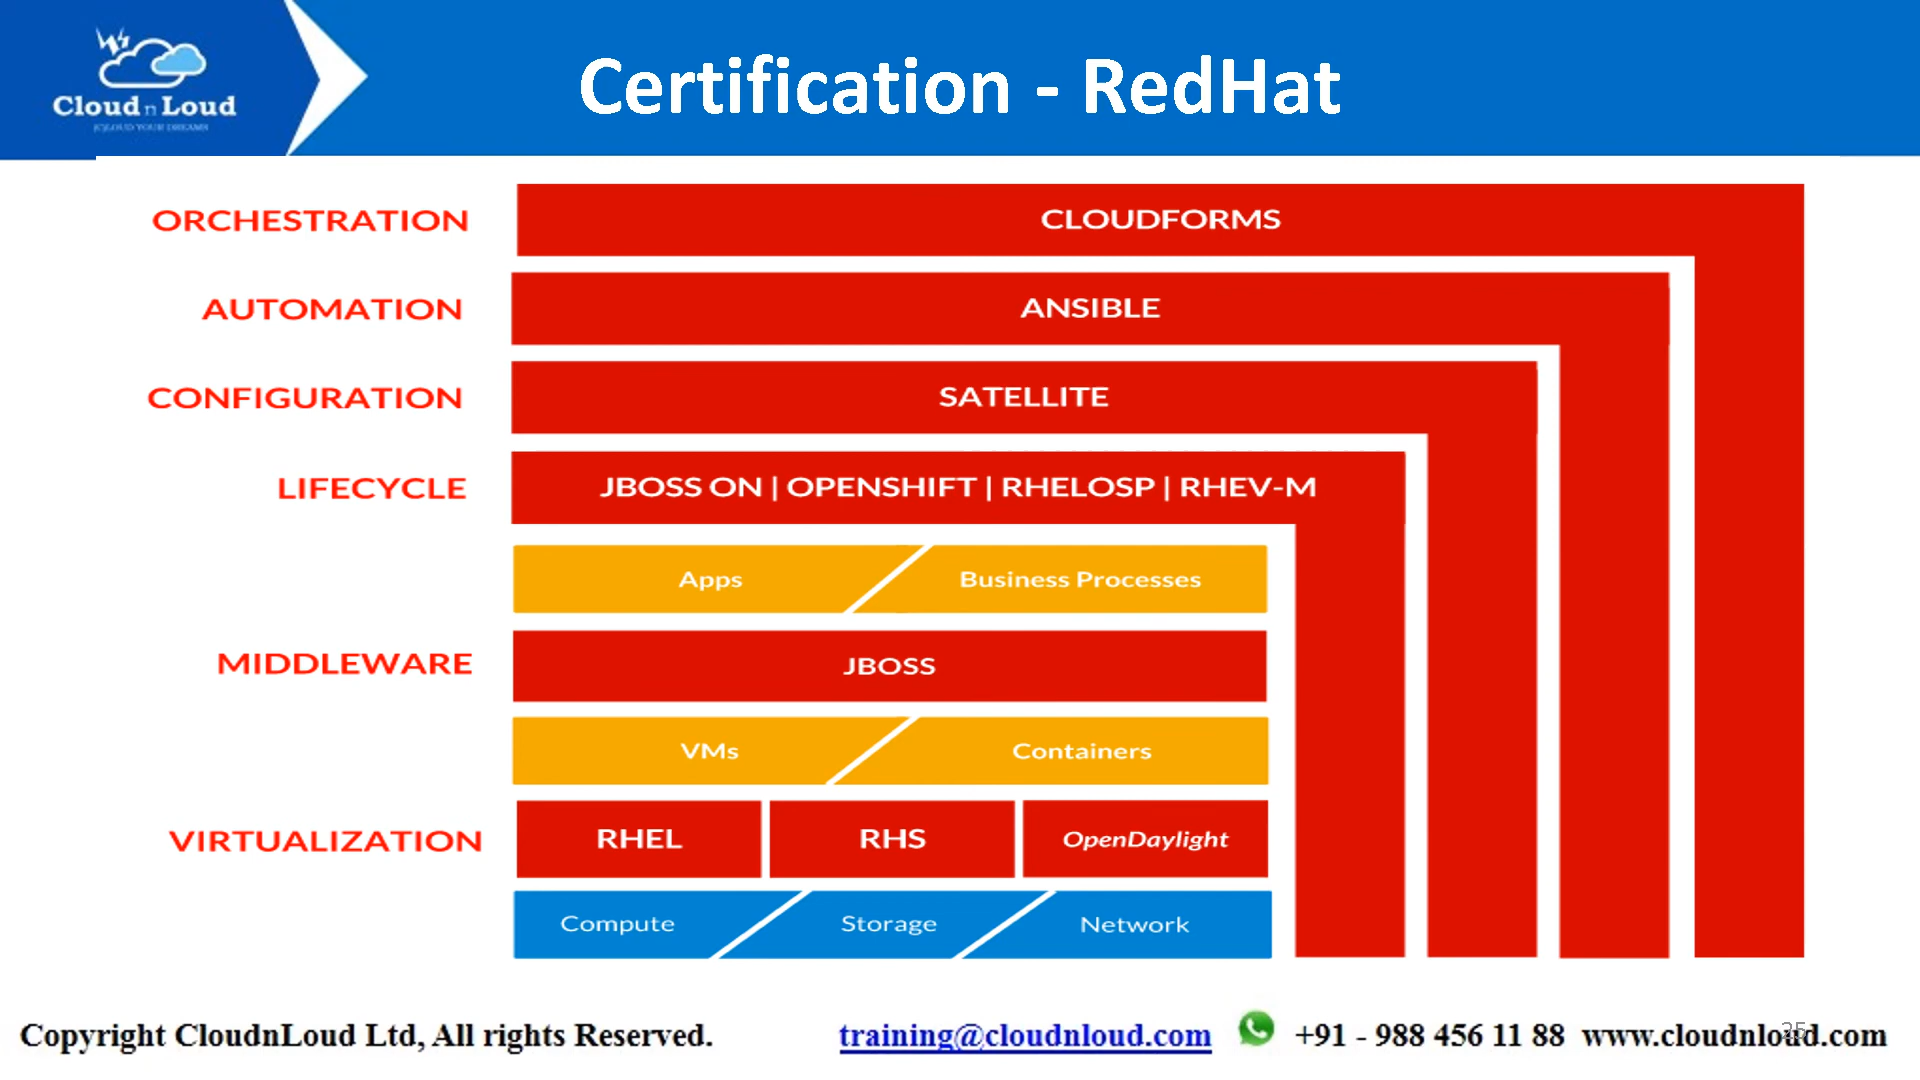 Cloud n Loud
Certification - RedHat
ORCHESTRATION
CLOUDFORMS
AUTOMATION
ANSIBLE
CONFIGURATION
SATELLITE
LIFECYCLE
JBOSS ON | OPENSHIFT | RHELOSP | RHEV-M
Apps
Business Processes
MIDDLEWARE
JBOSS
VMs
Containers
VIRTUALIZATION
RHEL
RHS
OpenDaylight
Compute
Storage
Network
Copyright CloudnLoud Ltd, All rights Reserved.
training@cloudnloud.com
+91 - 988 456 11 88
www.cloudnloud.com
25